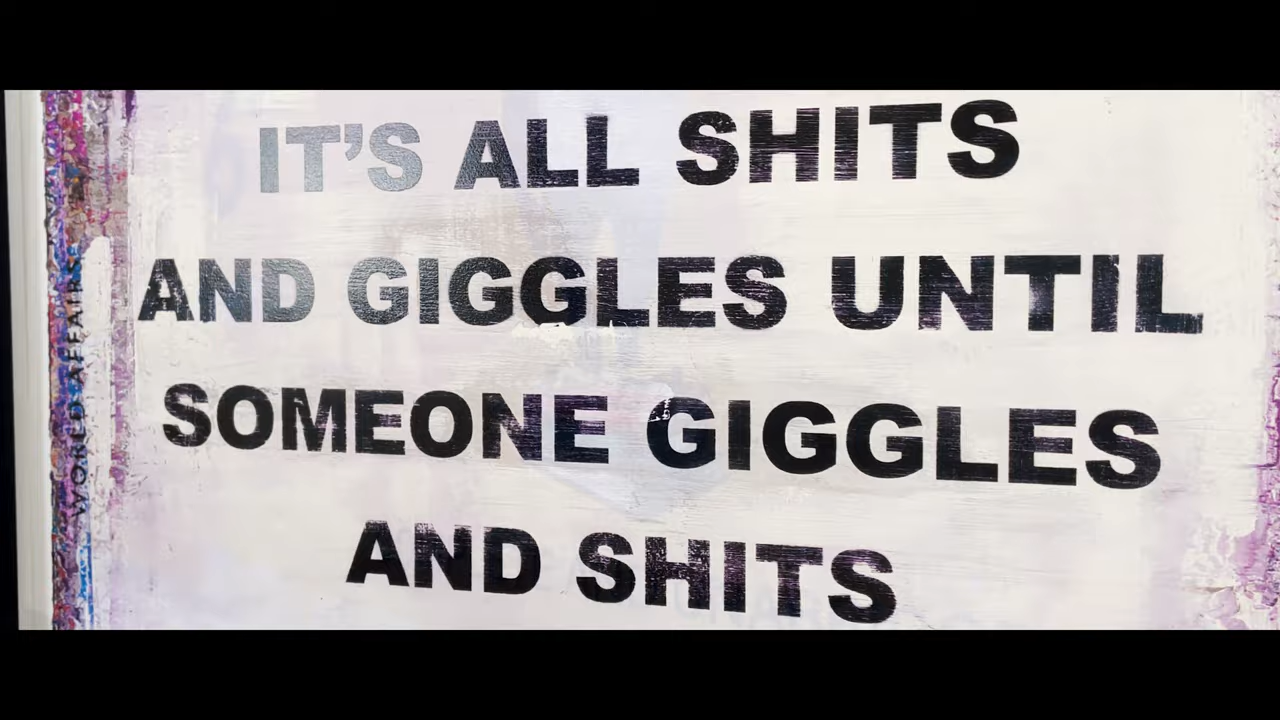 IT'S ALL SHITS
AND GIGGLES UNTIL
SOMEONE GIGGLES
AND SHITS
WORLD AFFAIRS